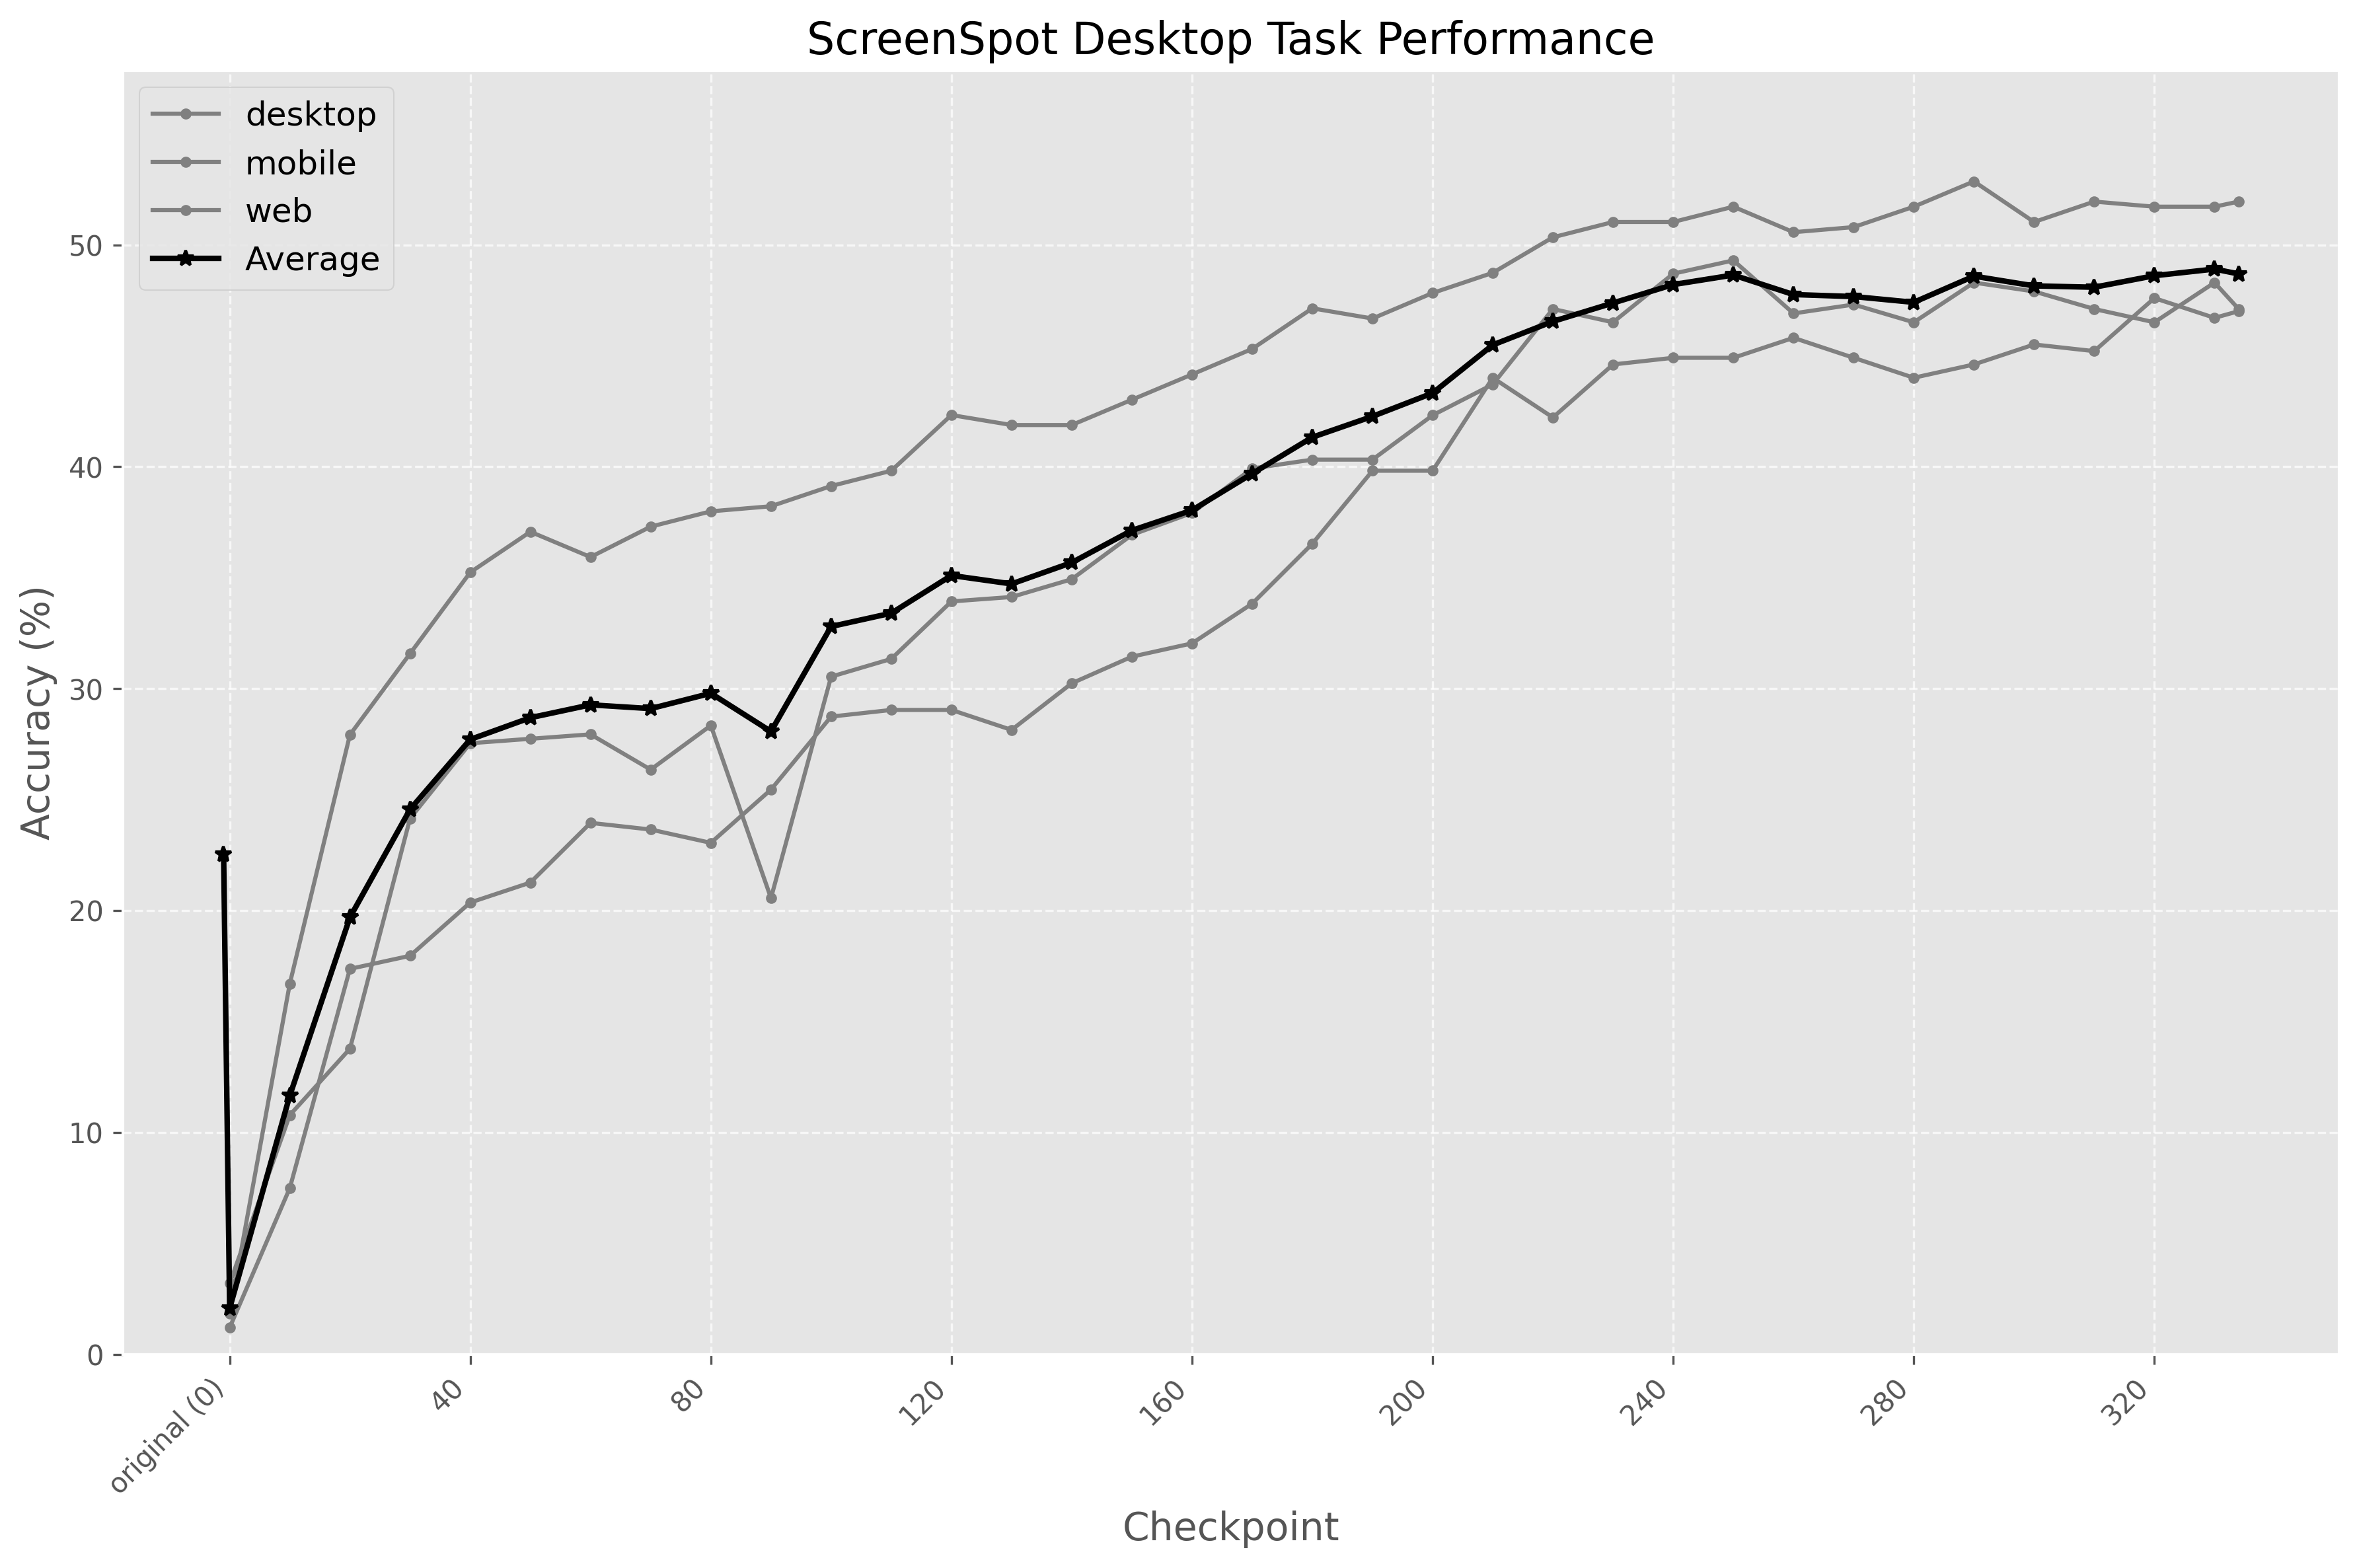 ScreenSpot Desktop Task Performance
desktop
mobile
web
Average
Accuracy (%)
50
40
30
20
10
0
original (0)
40
80
120
160
200
240
280
320
Checkpoint